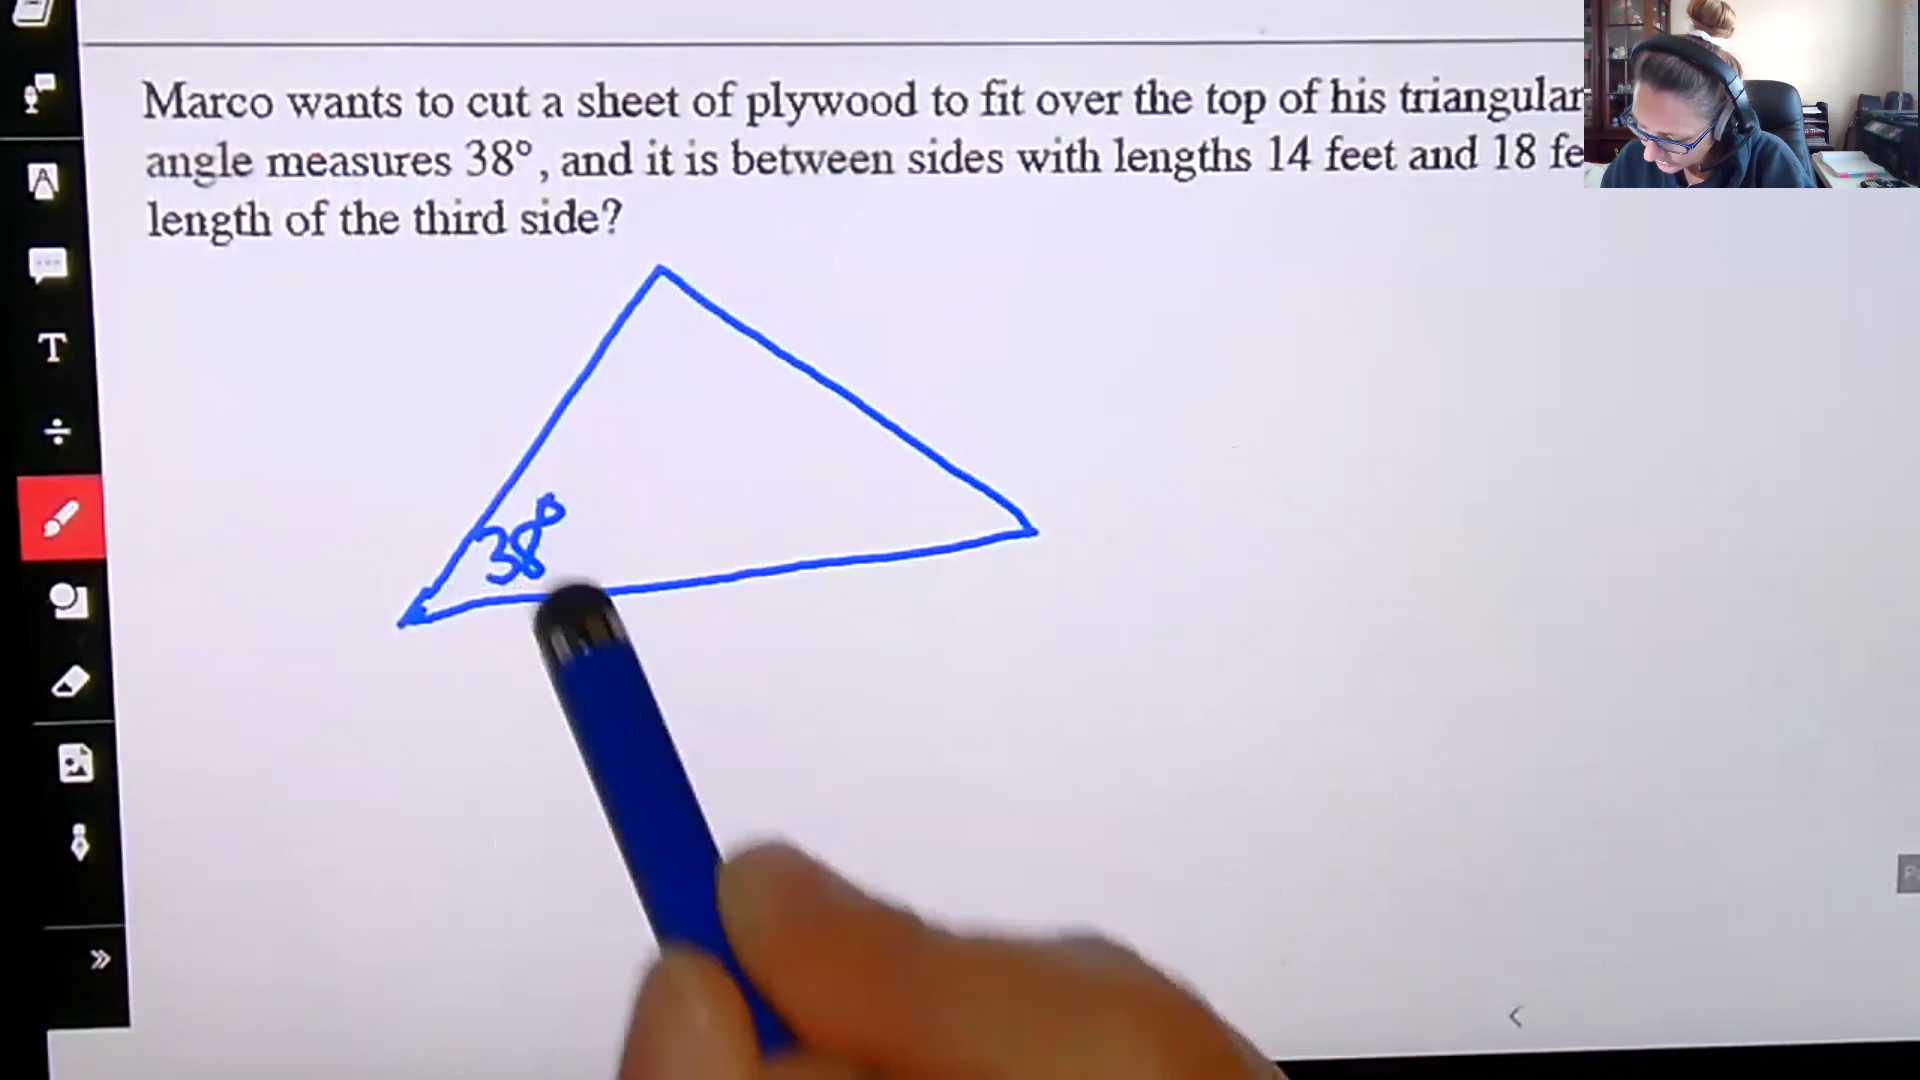 Marco wants to cut a sheet of plywood to fit over the top of his triangular
angle measures 38°, and it is between sides with lengths 14 feet and 18 fe
length of the third side?
T
÷
38°
»
<